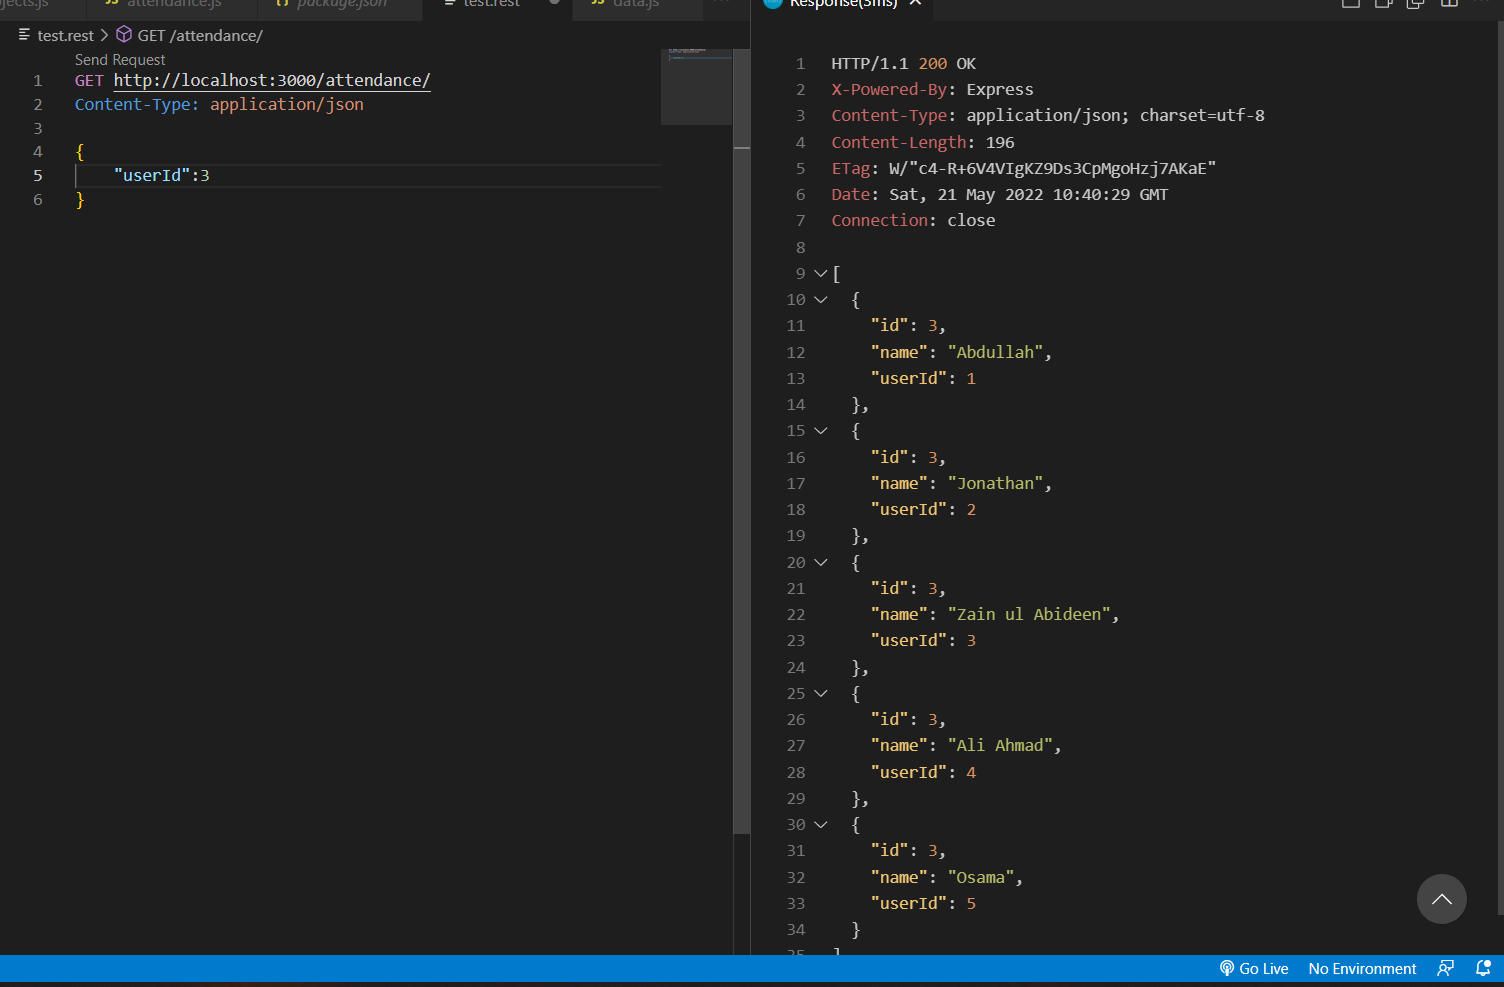 jects.js attendance.js package.json test.rest data.js
test.rest > GET /attendance/
Send Request
1 GET http://localhost:3000/attendance/
2 Content-Type: application/json
3
4 {
5 "userId":3
6 }
Response(3ms)
1 HTTP/1.1 200 OK
2 X-Powered-By: Express
3 Content-Type: application/json; charset=utf-8
4 Content-Length: 196
5 ETag: W/"c4-R+6V4VIgKZ9Ds3CpMgoHzj7AKaE"
6 Date: Sat, 21 May 2022 10:40:29 GMT
7 Connection: close
8
9 [
10 {
11 "id": 3,
12 "name": "Abdullah",
13 "userId": 1
14 },
15 {
16 "id": 3,
17 "name": "Jonathan",
18 "userId": 2
19 },
20 {
21 "id": 3,
22 "name": "Zain ul Abideen",
23 "userId": 3
24 },
25 {
26 "id": 3,
27 "name": "Ali Ahmad",
28 "userId": 4
29 },
30 {
31 "id": 3,
32 "name": "Osama",
33 "userId": 5
34 }
35 ]
Go Live No Environment